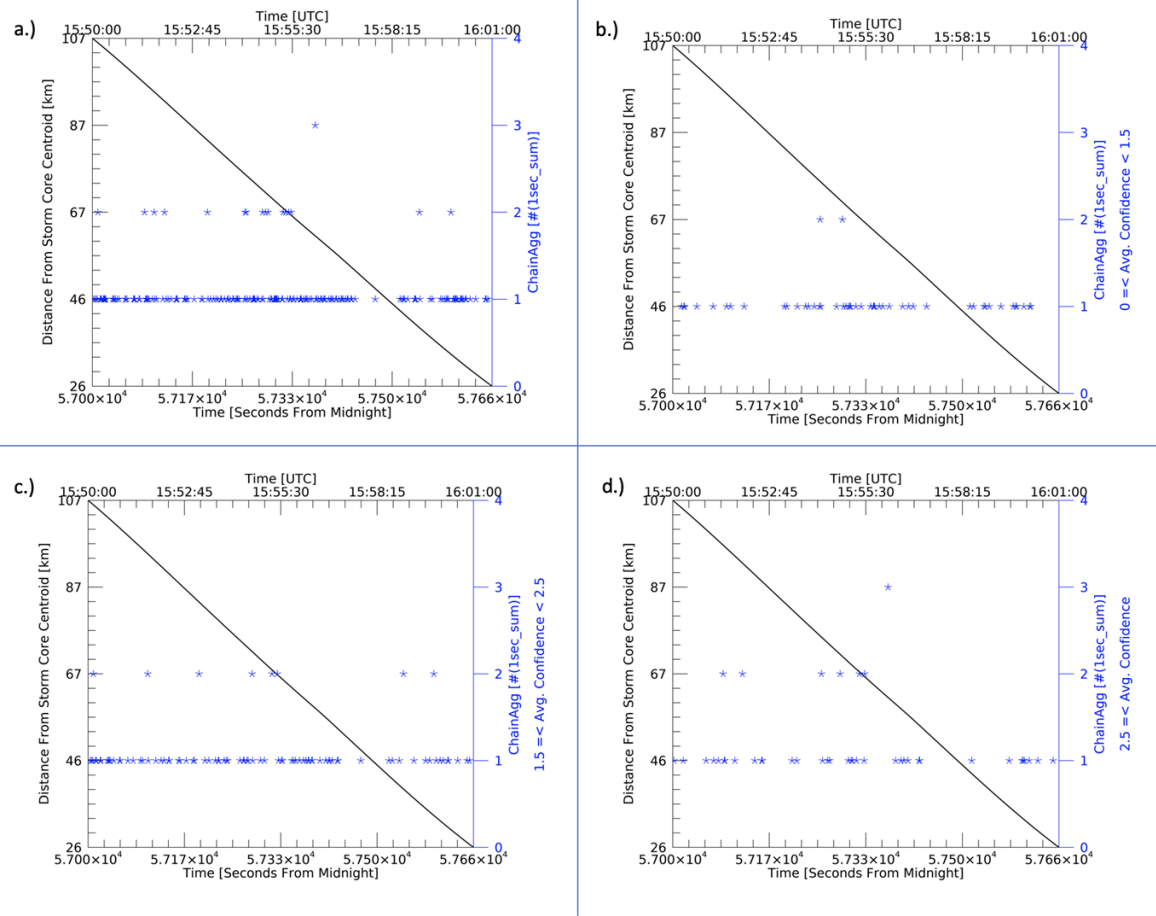 a.)
Time [UTC]
15:50:00 15:52:45 15:55:30 15:58:15 16:01:00
107 4
87 3
67 2
46 1
26 0
Distance From Storm Core Centroid [km]
ChainAgg [#(1sec_sum)]
5.700×10⁴ 5.717×10⁴ 5.733×10⁴ 5.750×10⁴ 5.766×10⁴
Time [Seconds From Midnight]
b.)
Time [UTC]
15:50:00 15:52:45 15:55:30 15:58:15 16:01:00
107 4
87 3
67 2
46 1
26 0
Distance From Storm Core Centroid [km]
ChainAgg [#(1sec_sum)]
0 =< Avg. Confidence < 1.5
5.700×10⁴ 5.717×10⁴ 5.733×10⁴ 5.750×10⁴ 5.766×10⁴
Time [Seconds From Midnight]
c.)
Time [UTC]
15:50:00 15:52:45 15:55:30 15:58:15 16:01:00
107 4
87 3
67 2
46 1
26 0
Distance From Storm Core Centroid [km]
ChainAgg [#(1sec_sum)]
1.5 =< Avg. Confidence < 2.5
5.700×10⁴ 5.717×10⁴ 5.733×10⁴ 5.750×10⁴ 5.766×10⁴
Time [Seconds From Midnight]
d.)
Time [UTC]
15:50:00 15:52:45 15:55:30 15:58:15 16:01:00
107 4
87 3
67 2
46 1
26 0
Distance From Storm Core Centroid [km]
ChainAgg [#(1sec_sum)]
2.5 =< Avg. Confidence
5.700×10⁴ 5.717×10⁴ 5.733×10⁴ 5.750×10⁴ 5.766×10⁴
Time [Seconds From Midnight]